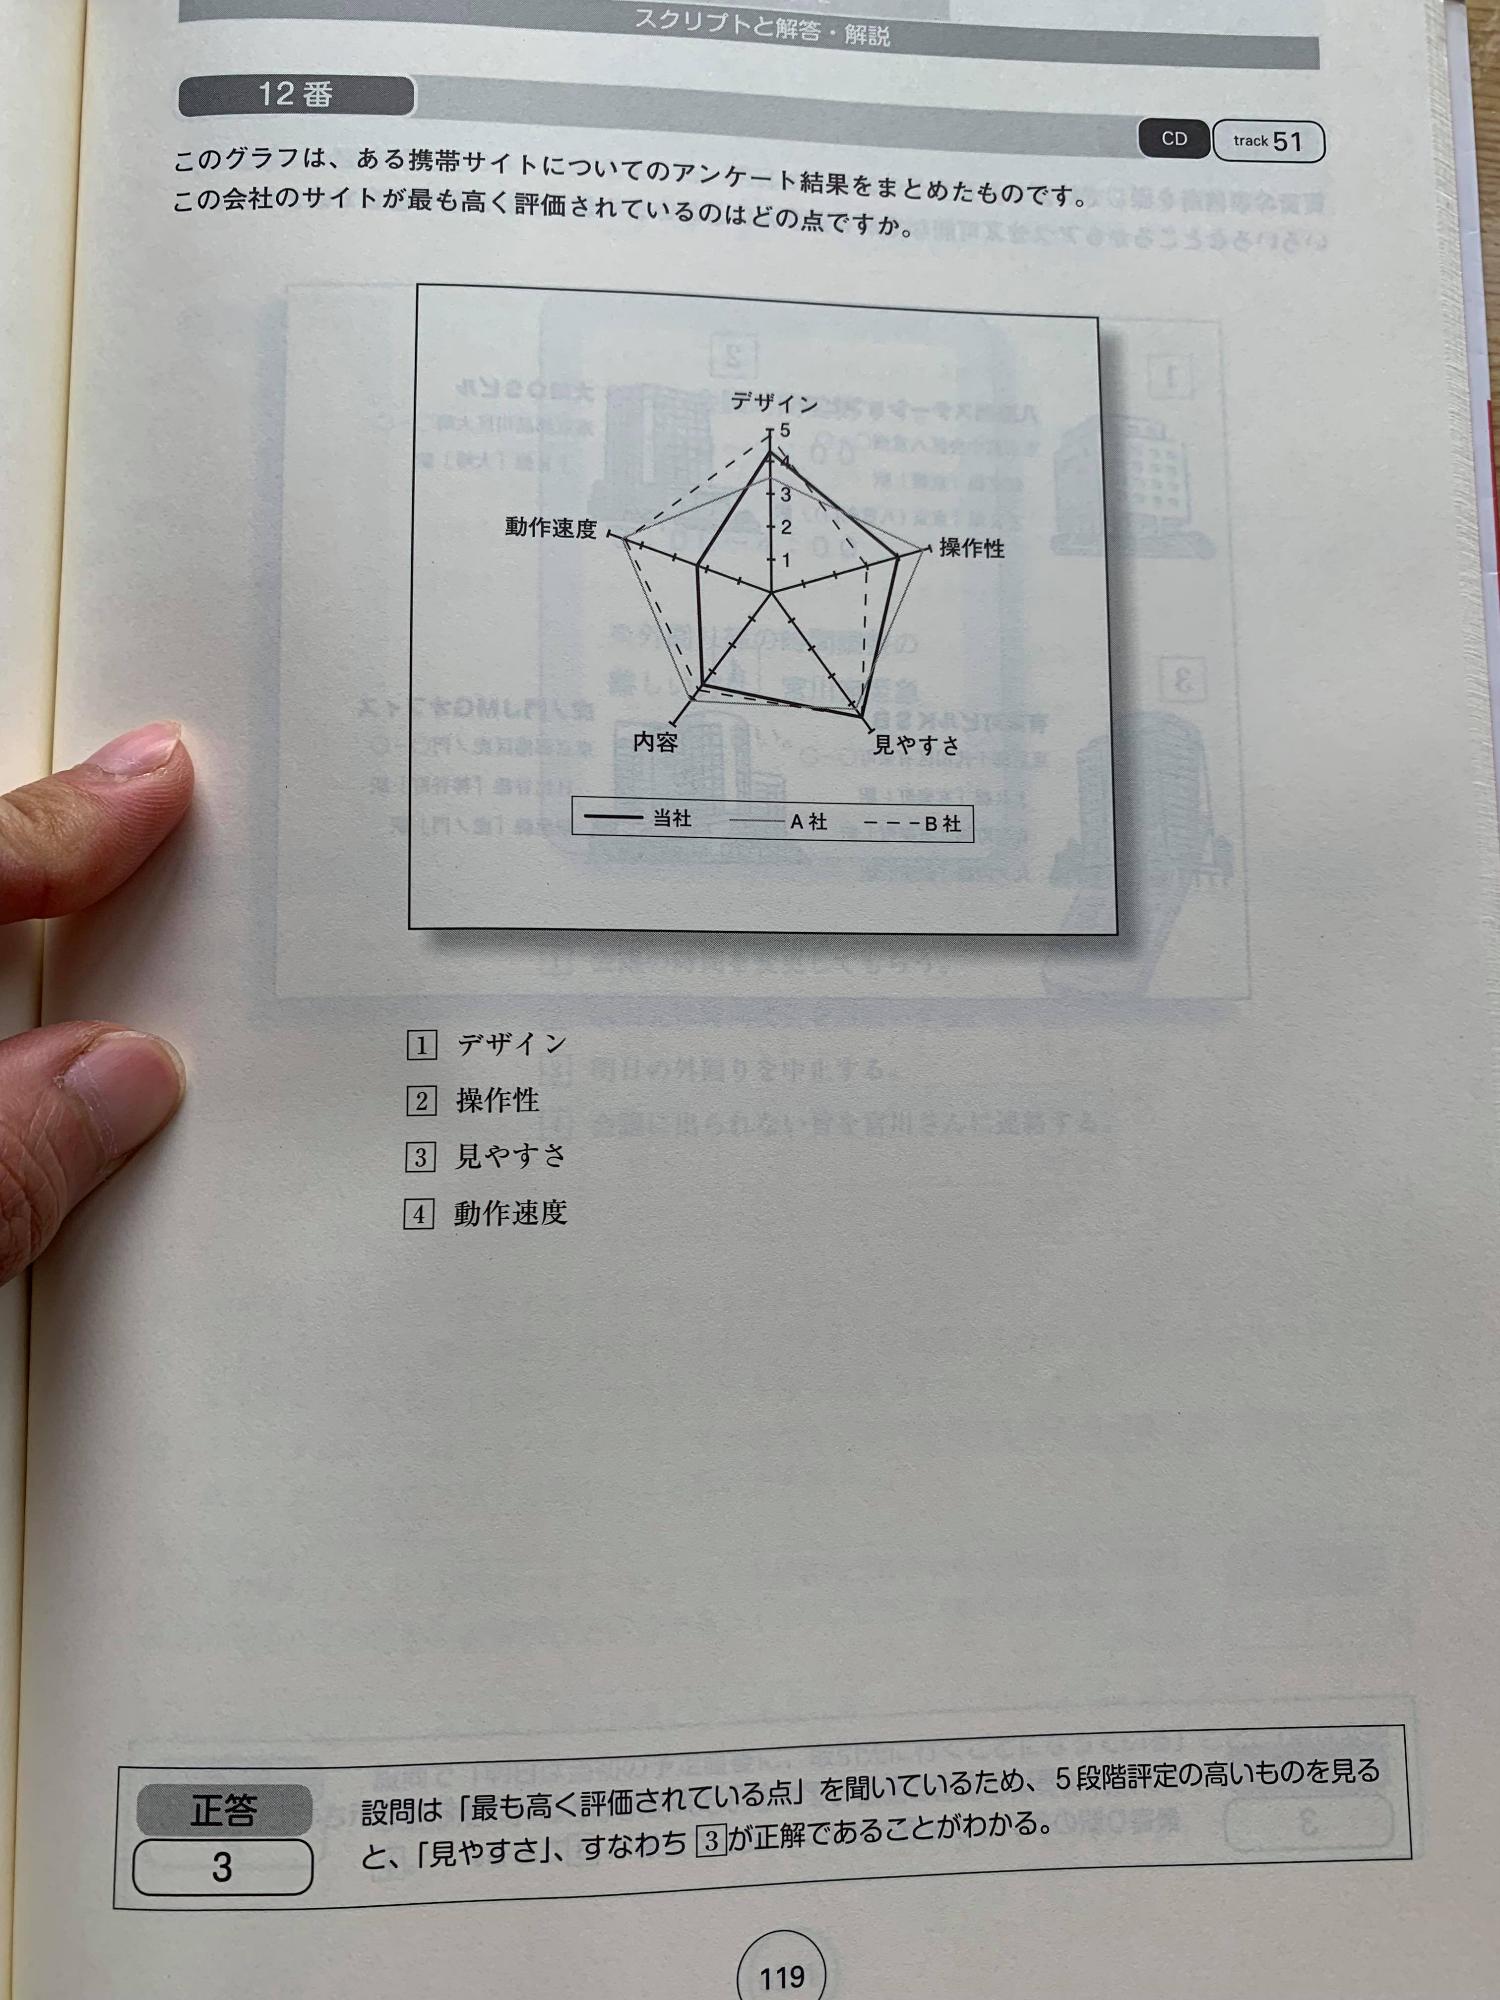 スクリプトと解答・解説
12番
CD track 51
このグラフは、ある携帯サイトについてのアンケート結果をまとめたものです。
この会社のサイトが最も高く評価されているのはどの点ですか。
デザイン
5
4
3
2
1
動作速度
操作性
内容
見やすさ
当社 A社 B社
1 デザイン
2 操作性
3 見やすさ
4 動作速度
正答
3
設問は「最も高く評価されている点」を聞いているため、5段階評定の高いものを見る
と、「見やすさ」、すなわち3が正解であることがわかる。
119